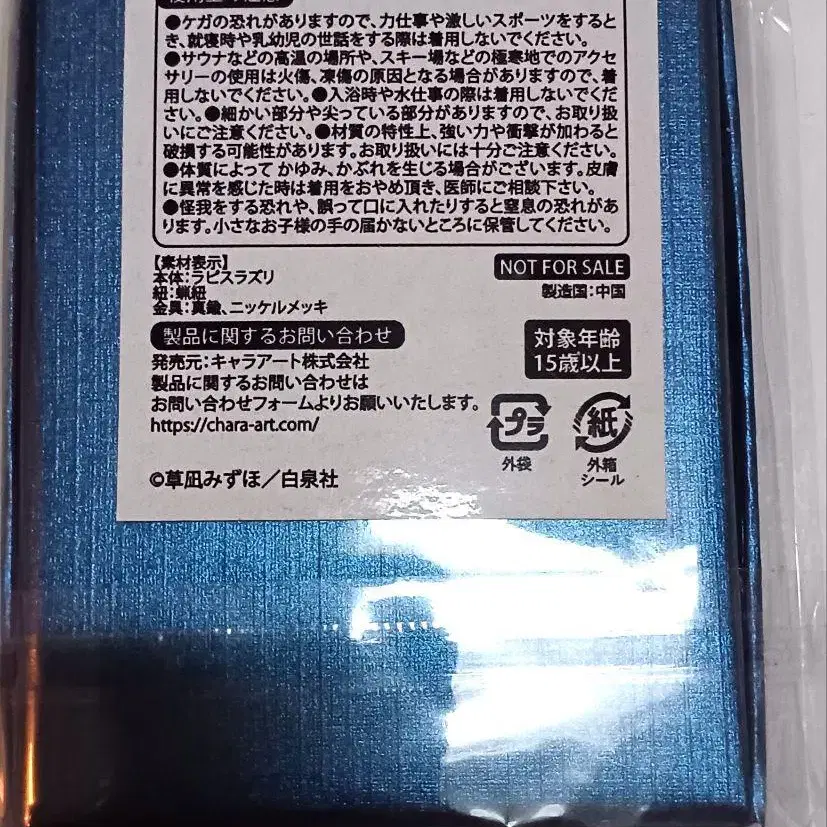 ●ケガの恐れがありますので、力仕事や激しいスポーツをすると
き、就寝時や乳幼児の世話をする際は着用しないでください。
●サウナなどの高温の場所や、スキー場などの極寒地でのアクセ
サリーの使用は火傷、凍傷の原因となる場合がありますので、着
用しないでください。●入浴時や水仕事の際は着用しないでくださ
い。●細かい部分や尖っている部分がありますので、お取り扱
いにご注意ください。●材質の特性上、強い力や衝撃が加わると
破損する可能性があります。お取り扱いには十分ご注意ください。
●体質によって かゆみ、かぶれを生じる場合がございます。皮膚
に異常を感じた時は着用をおやめ頂き、医師にご相談下さい。
●怪我をする恐れや、誤って口に入れたりすると窒息の恐れがあ
ります。小さなお子様の手の届かないところに保管してください。
【素材表示】
本体:ラピスラズリ
紐:蝋紐
金具:真鍮、ニッケルメッキ
NOT FOR SALE
製造国:中国
製品に関するお問い合わせ
対象年齢
15歳以上
発売元:キャラアート株式会社
製品に関するお問い合わせは
お問い合わせフォームよりお願いいたします。
https://chara-art.com/
プラ
外袋
紙
外箱
シール
©草凪みずほ/白泉社